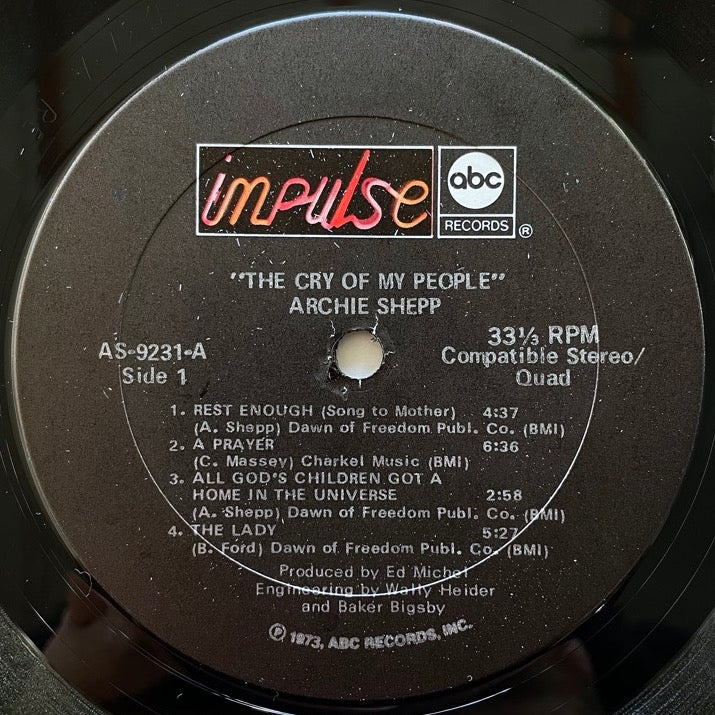 impulse
abc
RECORDS ®
"THE CRY OF MY PEOPLE"
ARCHIE SHEPP
AS-9231-A
Side 1
33⅓ RPM
Compatible Stereo/
Quad
1. REST ENOUGH (Song to Mother) 4:37
(A. Shepp) Dawn of Freedom Publ. Co. (BMI)
2. A PRAYER 6:36
(C. Massey) Charkel Music (BMI)
3. ALL GOD'S CHILDREN GOT A
HOME IN THE UNIVERSE 2:58
(A. Shepp) Dawn of Freedom Publ. Co. (BMI)
4. THE LADY 5:27
(B. Ford) Dawn of Freedom Publ. Co. (BMI)
Produced by Ed Michel
Engineering by Wally Heider
and Baker Bigsby
℗ 1973, ABC RECORDS, INC.